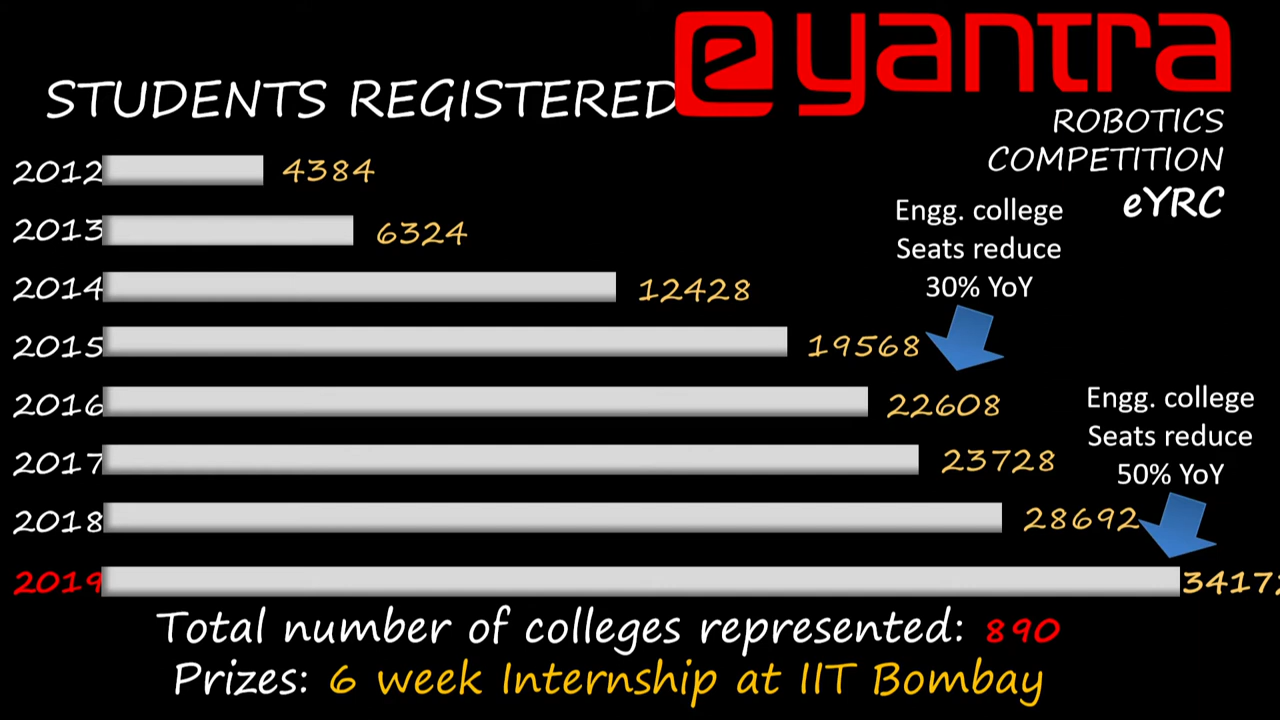 e yantra
STUDENTS REGISTERED
ROBOTICS
COMPETITION
eYRC
2012 4384
2013 6324
Engg. college
Seats reduce
30% YoY
2014 12428
2015 19568
2016 22608
Engg. college
Seats reduce
50% YoY
2017 23728
2018 28692
2019
Total number of colleges represented: 890
Prizes: 6 week Internship at IIT Bombay